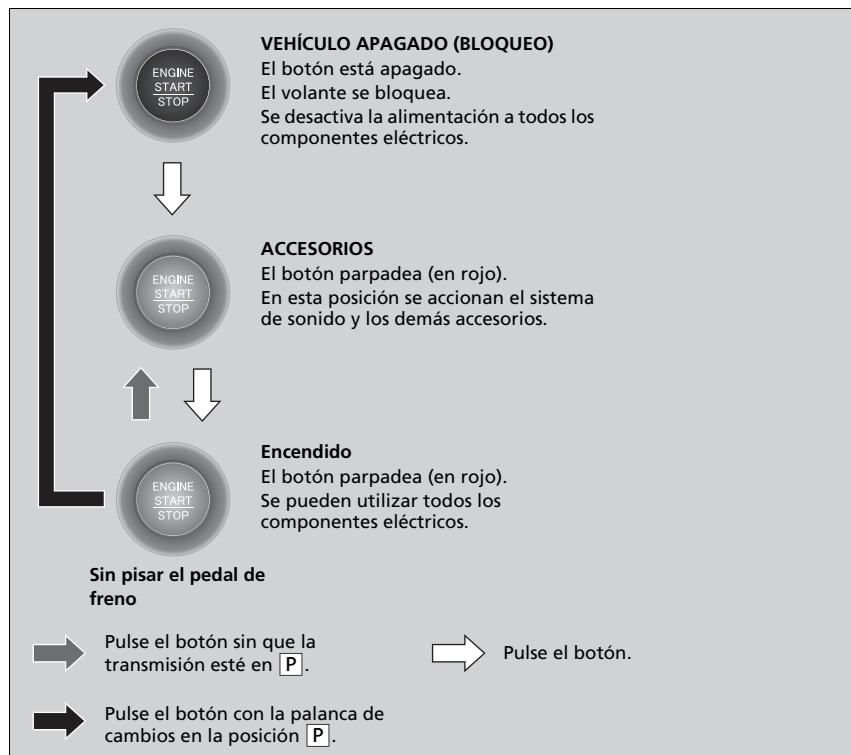 ENGINE
START
STOP
VEHÍCULO APAGADO (BLOQUEO)
El botón está apagado.
El volante se bloquea.
Se desactiva la alimentación a todos los
componentes eléctricos.
ENGINE
START
STOP
ACCESORIOS
El botón parpadea (en rojo).
En esta posición se accionan el sistema
de sonido y los demás accesorios.
ENGINE
START
STOP
Encendido
El botón parpadea (en rojo).
Se pueden utilizar todos los
componentes eléctricos.
Sin pisar el pedal de
freno
Pulse el botón sin que la
transmisión esté en P.
Pulse el botón.
Pulse el botón con la palanca de
cambios en la posición P.